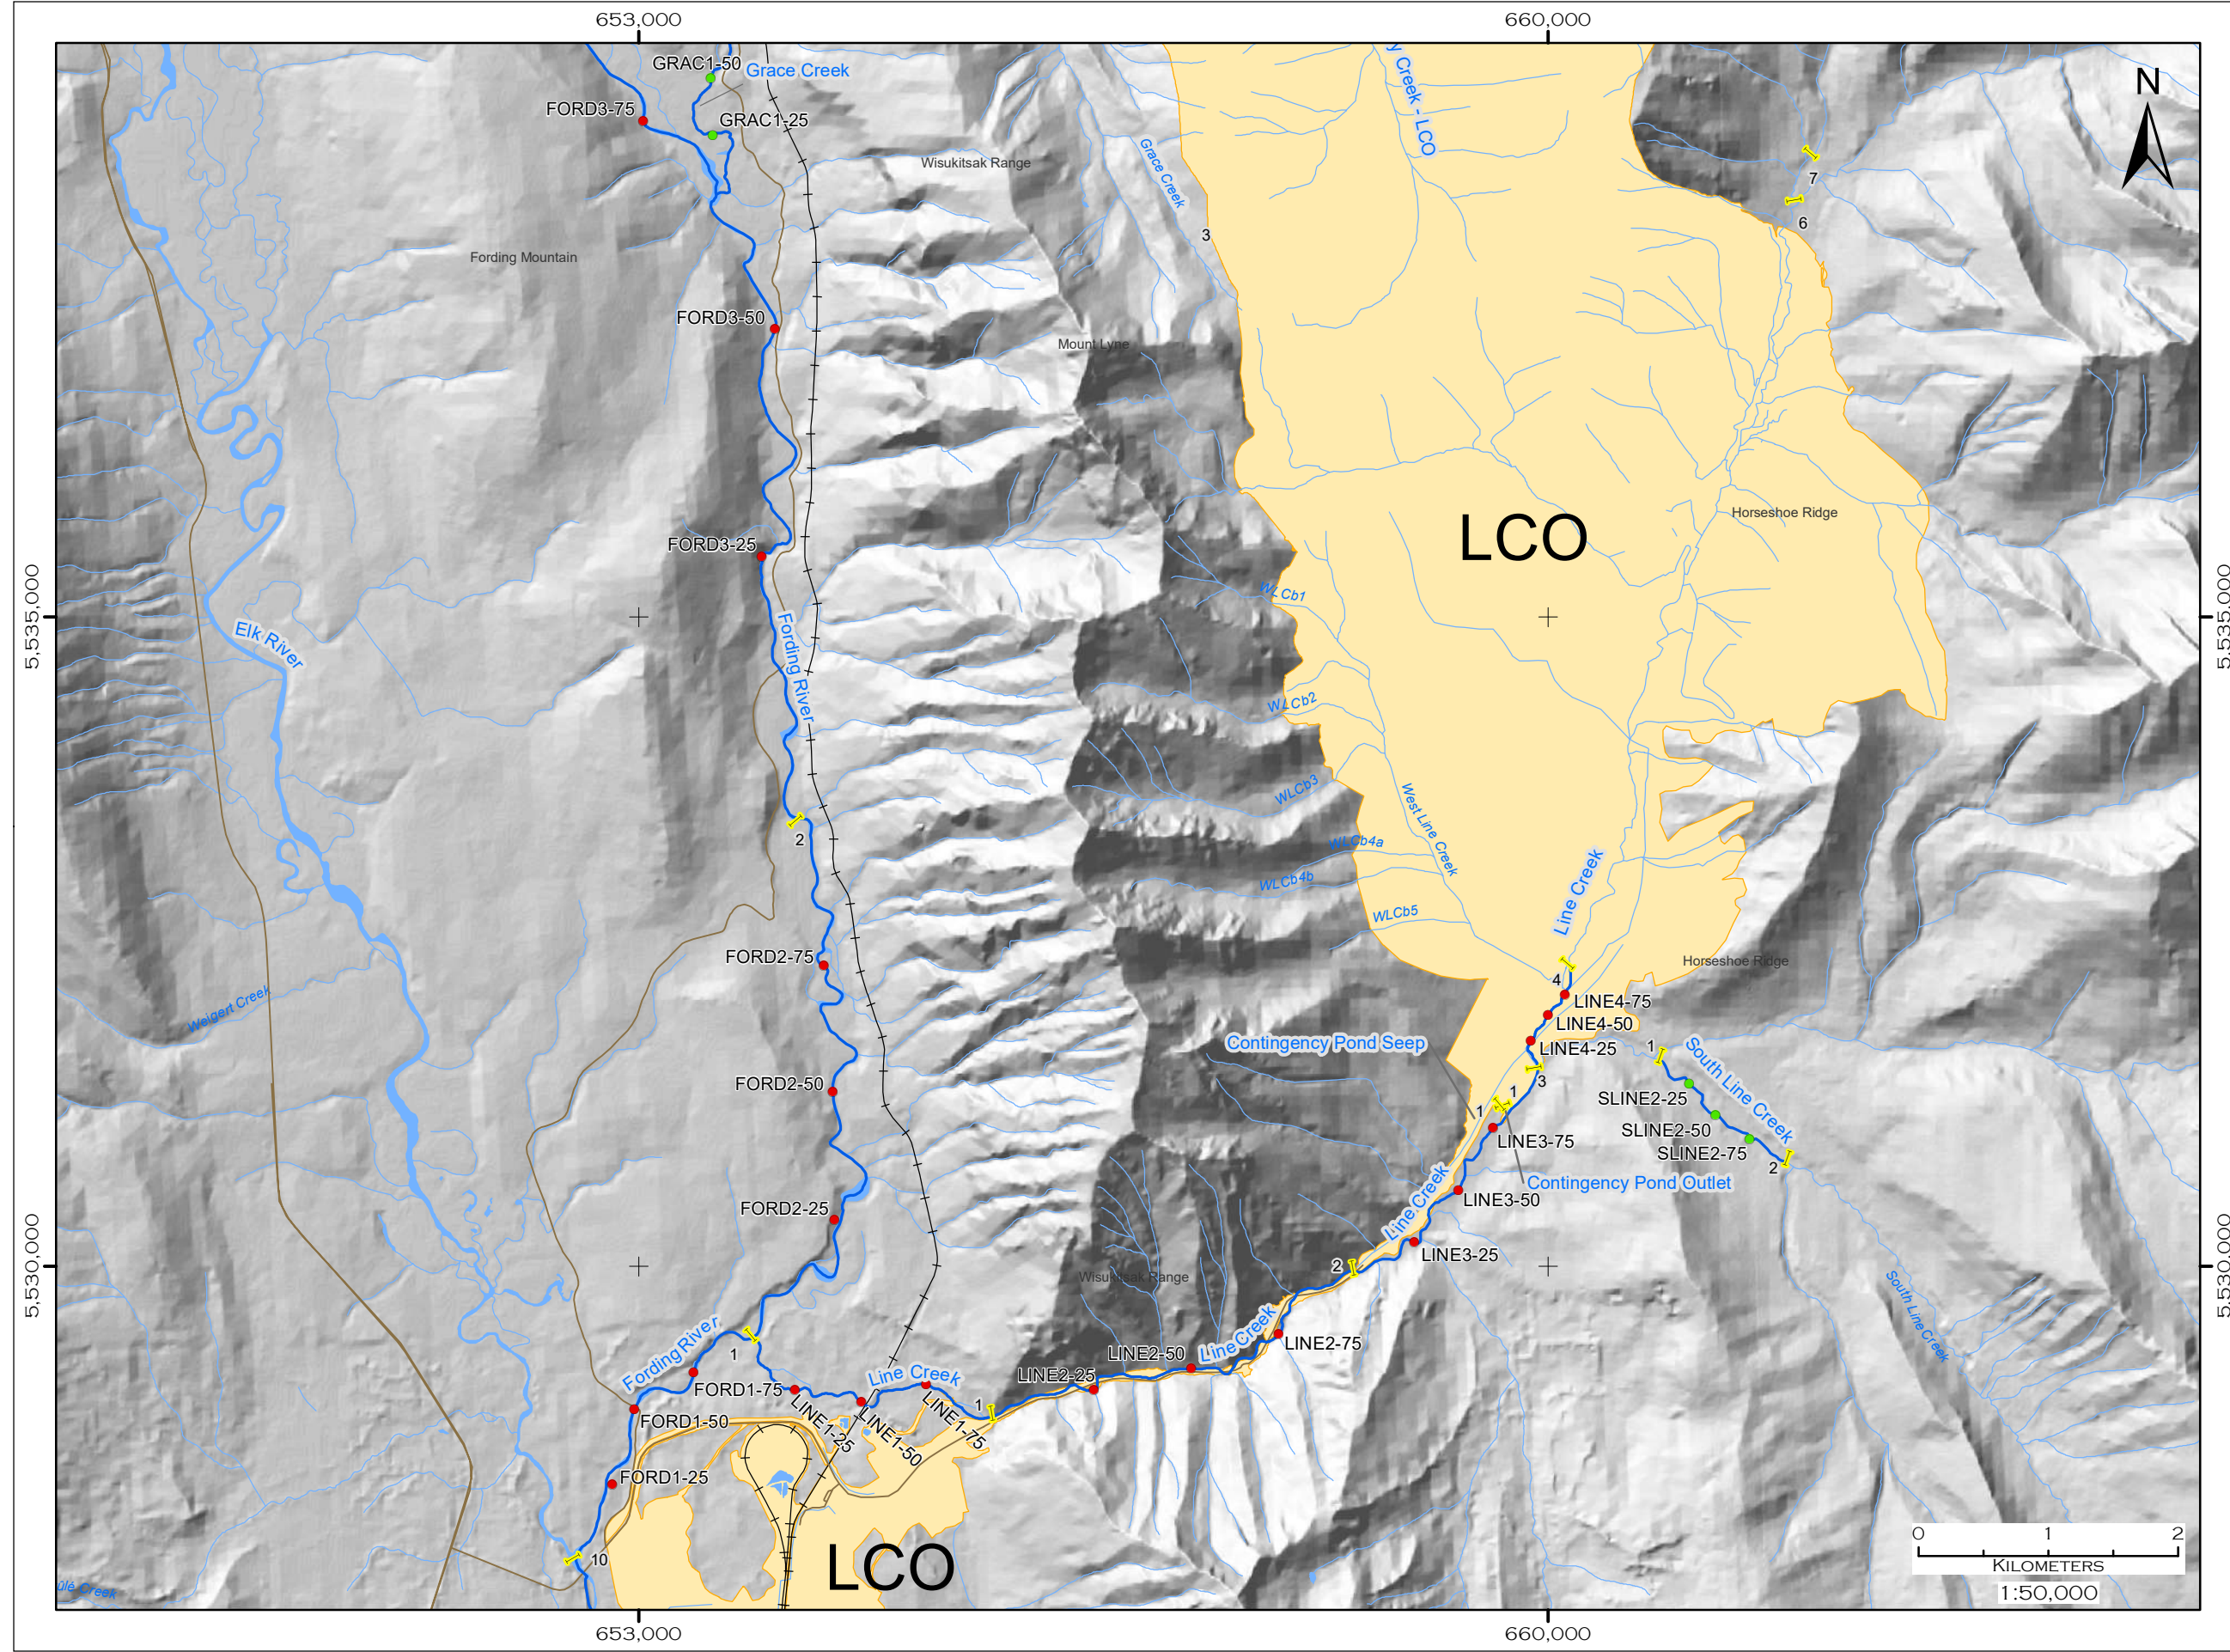 653,000
660,000
GRAC1-50
Grace Creek
y Creek - LCO
N
FORD3-75
GRAC1-25
Grace Creek
Wisukitsak Range
7
6
3
Fording Mountain
FORD3-50
Mount Lyne
LCO
Horseshoe Ridge
FORD3-25
5,535,000
5,535,000
WLCb1
Elk River
Fording River
WLCb2
WLCb3
West Line Creek
2
WLCb4a
WLCb4b
Line Creek
WLCb5
FORD2-75
Horseshoe Ridge
4
LINE4-75
Weigert Creek
LINE4-50
Contingency Pond Seep
LINE4-25
1
South Line Creek
3
FORD2-50
1
1
SLINE2-25
SLINE2-50
LINE3-75
SLINE2-75
2
Contingency Pond Outlet
LINE3-50
FORD2-25
Line Creek
LINE3-25
5,530,000
5,530,000
2
Wisukitsak Range
South Line Creek
Fording River
1
Line Creek
LINE2-75
LINE2-50
Line Creek
LINE2-25
FORD1-75
LINE1-25
LINE1-50
LINE1-75
1
FORD1-50
FORD1-25
10
LCO
ûlé Creek
0 1 2
KILOMETERS
1:50,000
653,000
660,000